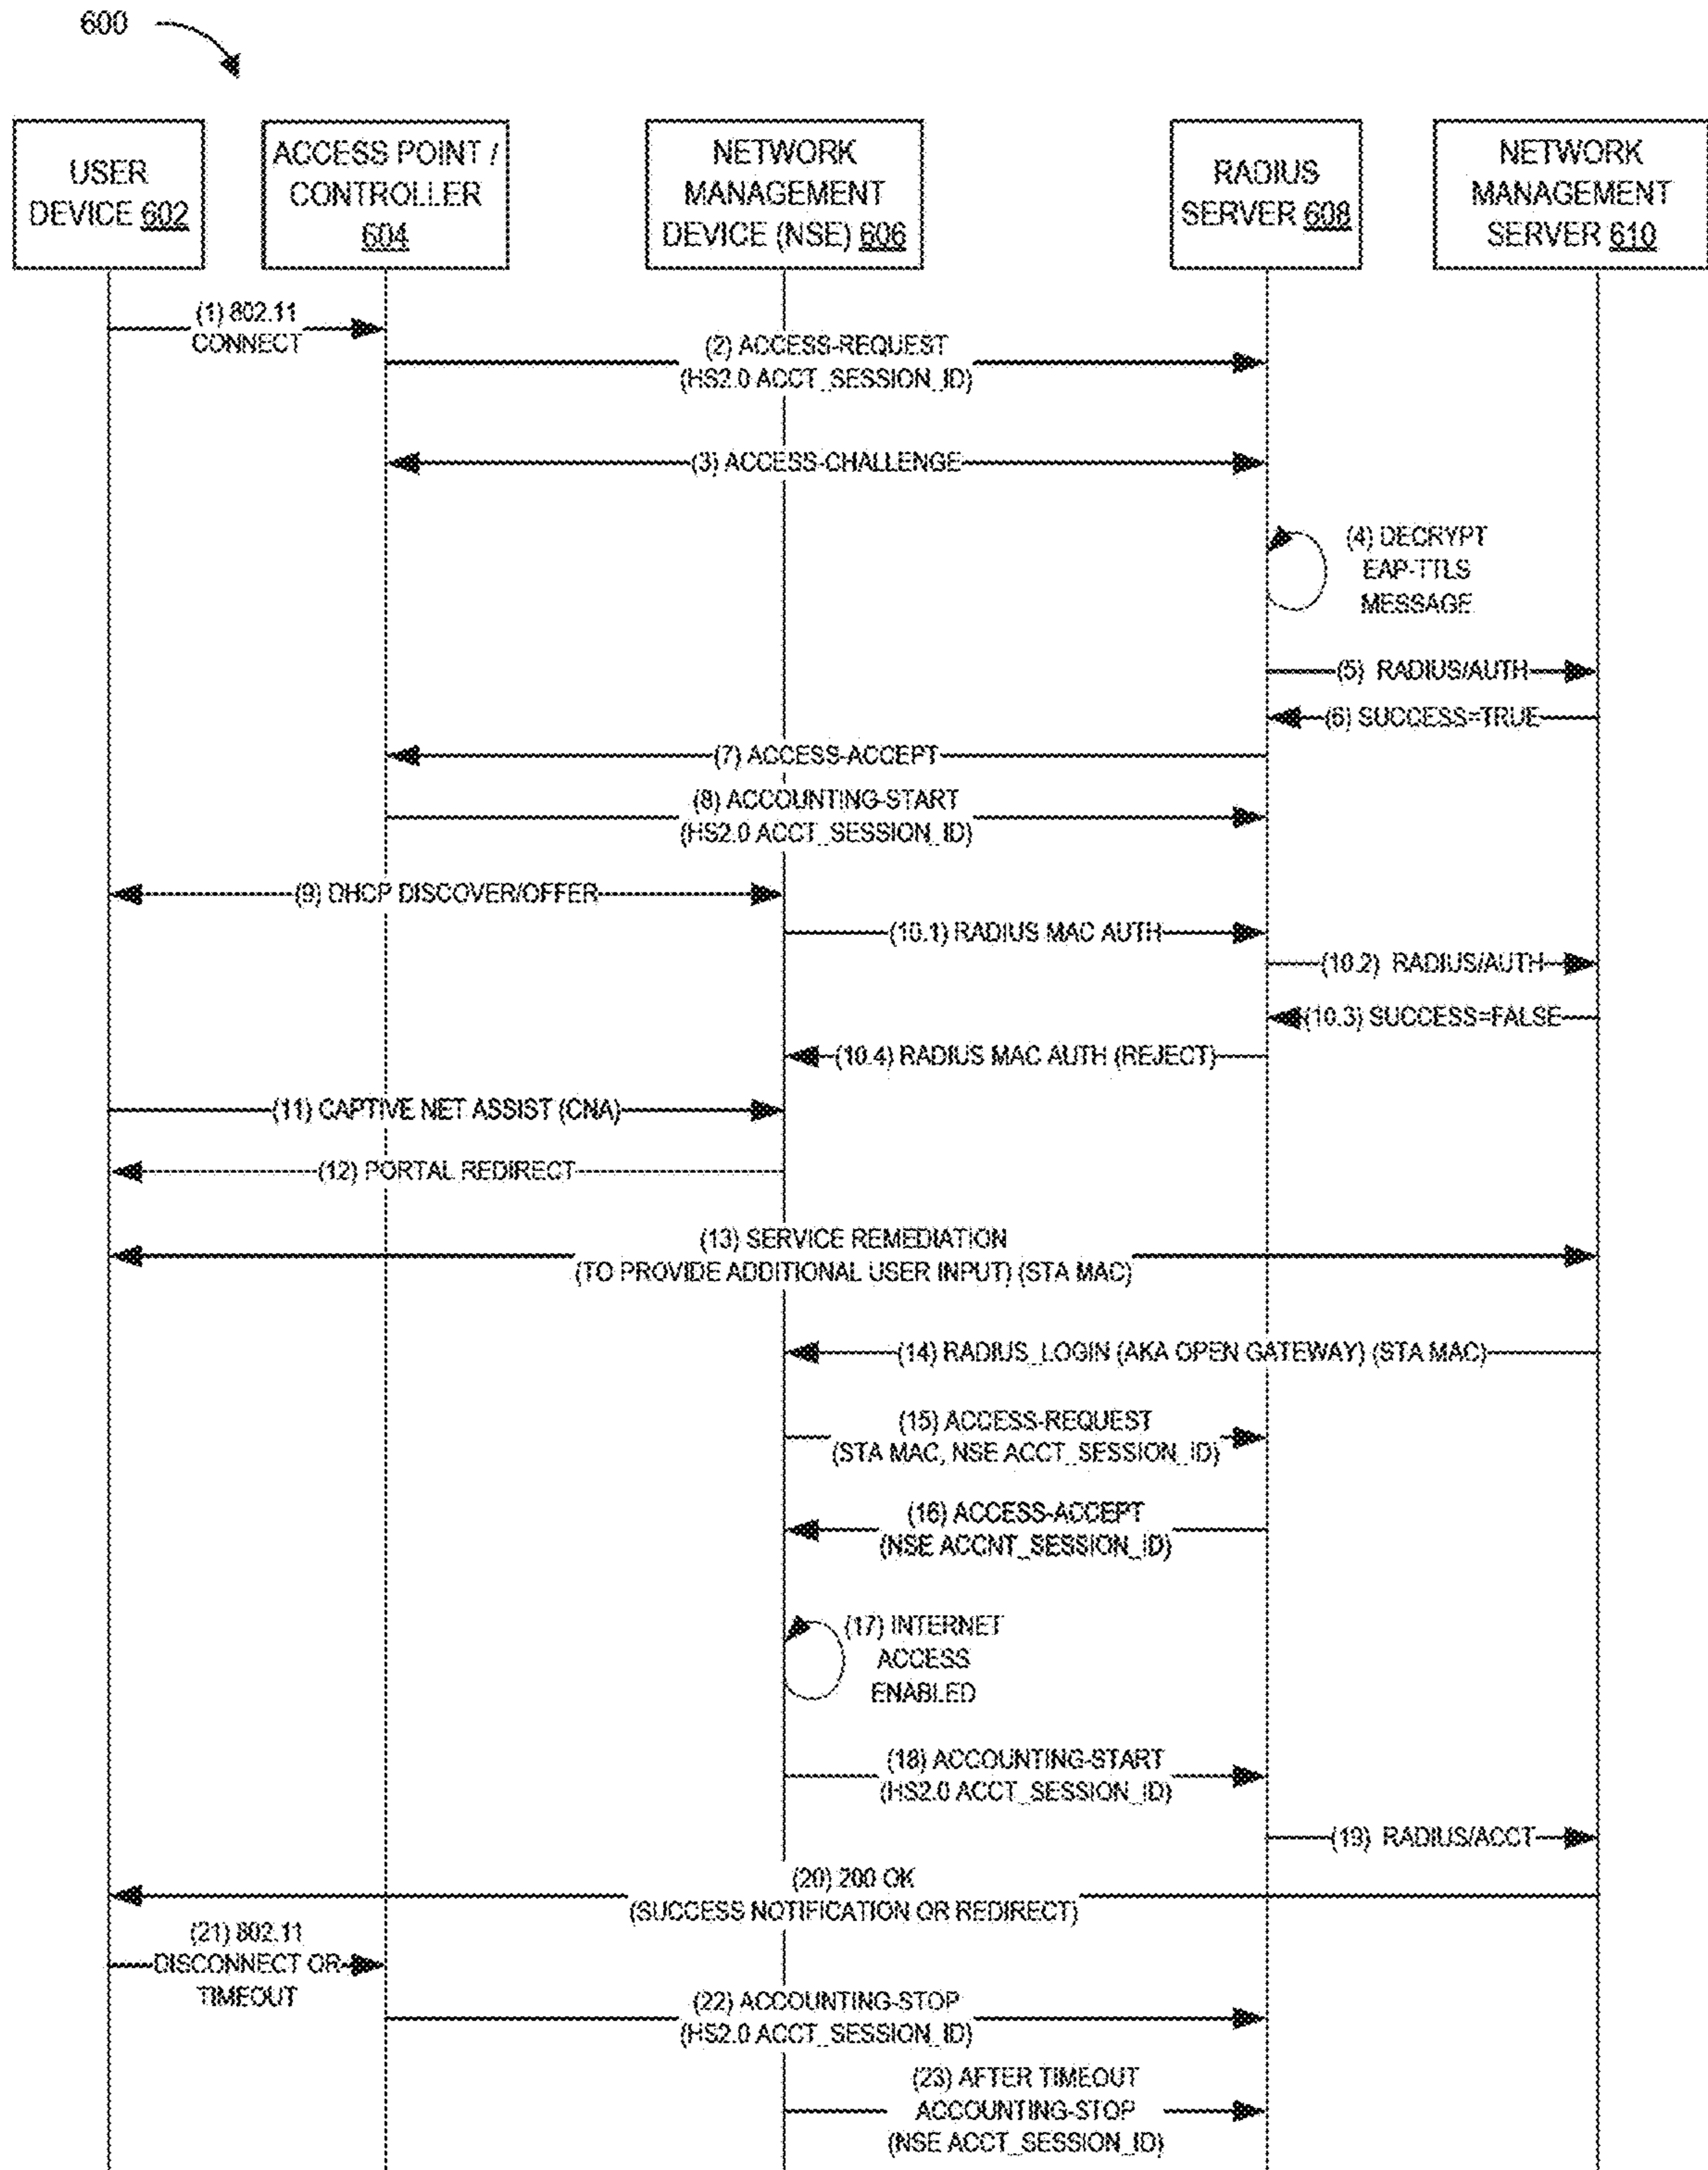 600
USER
DEVICE 602
ACCESS POINT /
CONTROLLER
604
NETWORK
MANAGEMENT
DEVICE (NSE) 606
RADIUS
SERVER 608
NETWORK
MANAGEMENT
SERVER 610
(1) 802.11
CONNECT
(2) ACCESS-REQUEST
(HS2.0 ACCT_SESSION_ID)
(3) ACCESS-CHALLENGE
(4) DECRYPT
EAP-TTLS
MESSAGE
(5) RADIUS/AUTH
(6) SUCCESS=TRUE
(7) ACCESS-ACCEPT
(8) ACCOUNTING-START
(HS2.0 ACCT_SESSION_ID)
(9) DHCP DISCOVER/OFFER
(10.1) RADIUS MAC AUTH
(10.2) RADIUS/AUTH
(10.3) SUCCESS=FALSE
(10.4) RADIUS MAC AUTH (REJECT)
(11) CAPTIVE NET ASSIST (CNA)
(12) PORTAL REDIRECT
(13) SERVICE REMEDIATION
(TO PROVIDE ADDITIONAL USER INPUT) (STA MAC)
(14) RADIUS_LOGIN (AKA OPEN GATEWAY) (STA MAC)
(15) ACCESS-REQUEST
(STA MAC, NSE ACCT_SESSION_ID)
(16) ACCESS-ACCEPT
(NSE ACCNT_SESSION_ID)
(17) INTERNET
ACCESS
ENABLED
(18) ACCOUNTING-START
(HS2.0 ACCT_SESSION_ID)
(19) RADIUS/ACCT
(20) 200 OK
(SUCCESS NOTIFICATION OR REDIRECT)
(21) 802.11
DISCONNECT OR
TIMEOUT
(22) ACCOUNTING-STOP
(HS2.0 ACCT_SESSION_ID)
(23) AFTER TIMEOUT
ACCOUNTING-STOP
(NSE ACCT_SESSION_ID)